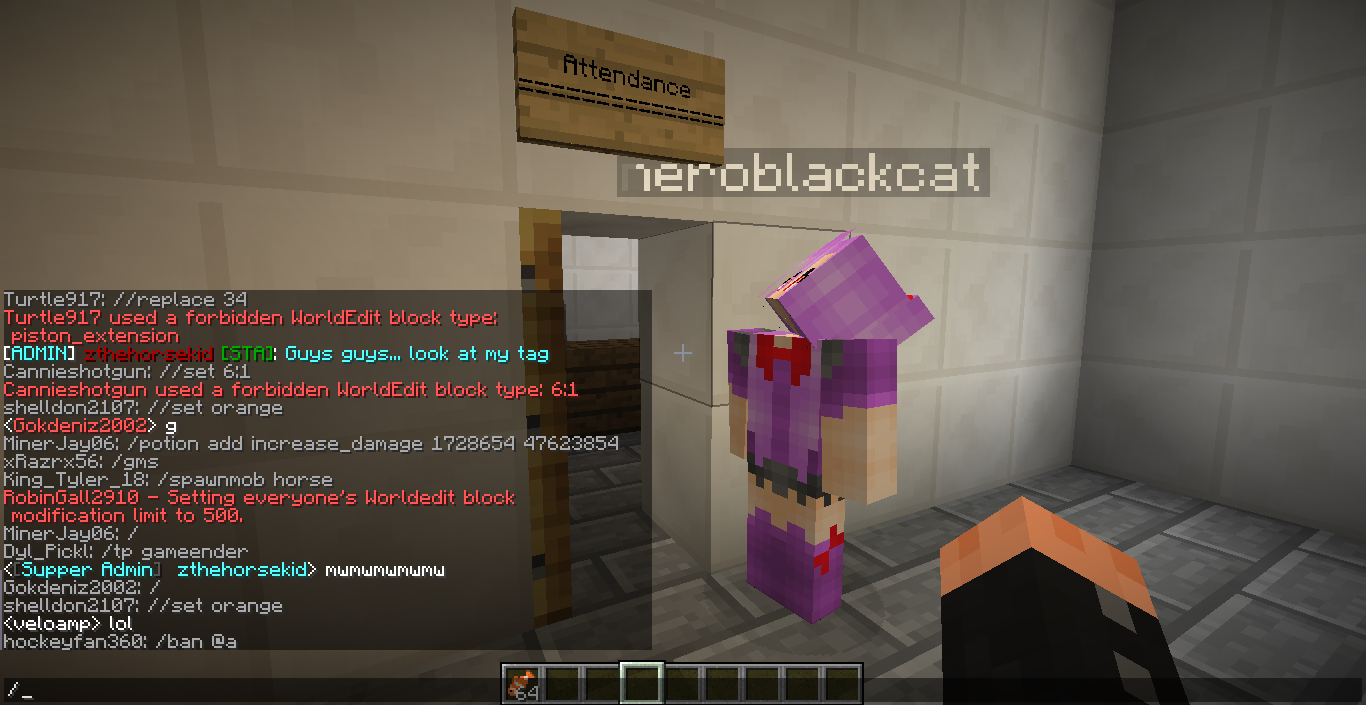 Attendance
==============
neroblackcat
Turtle917: //replace 34
Turtle917 used a forbidden WorldEdit block type:
piston_extension
[ADMIN] zthehorsekid [STA]: Guys guys... look at my tag
Cannieshotgun: //set 6:1
Cannieshotgun used a forbidden WorldEdit block type: 6:1
shelldon2107: //set orange
<Gokdeniz2002> g
MinerJay06: /potion add increase_damage 1728654 47623854
xRazrx56: /gms
King_Tyler_18: /spawnmob horse
RobinGall2910 - Setting everyone's Worldedit block
modification limit to 500.
MinerJay06: /
Dyl_Pickl: /tp gameender
<[Supper Admin] zthehorsekid> mwmwmwmwmw
Gokdeniz2002: /
shelldon2107: //set orange
<veloamp> lol
hockeyfan360: /ban @a
64
/_